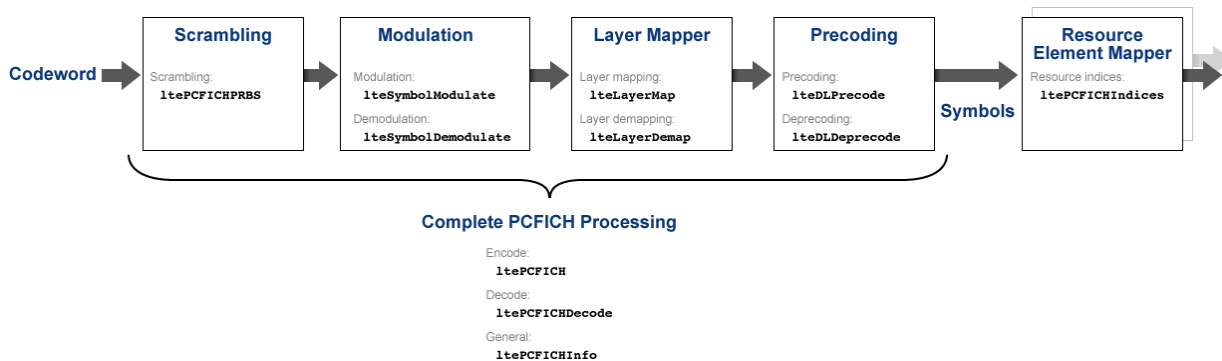 Codeword
Scrambling
Scrambling:
ltePCFICHPRBS
Modulation
Modulation:
lteSymbolModulate
Demodulation:
lteSymbolDemodulate
Layer Mapper
Layer mapping:
lteLayerMap
Layer demapping:
lteLayerDemap
Precoding
Precoding:
lteDLPrecode
Deprecoding:
lteDLDeprecode
Symbols
Resource
Element Mapper
Resource indices:
ltePCFICHIndices
Complete PCFICH Processing
Encode:
ltePCFICH
Decode:
ltePCFICHDecode
General:
ltePCFICHInfo